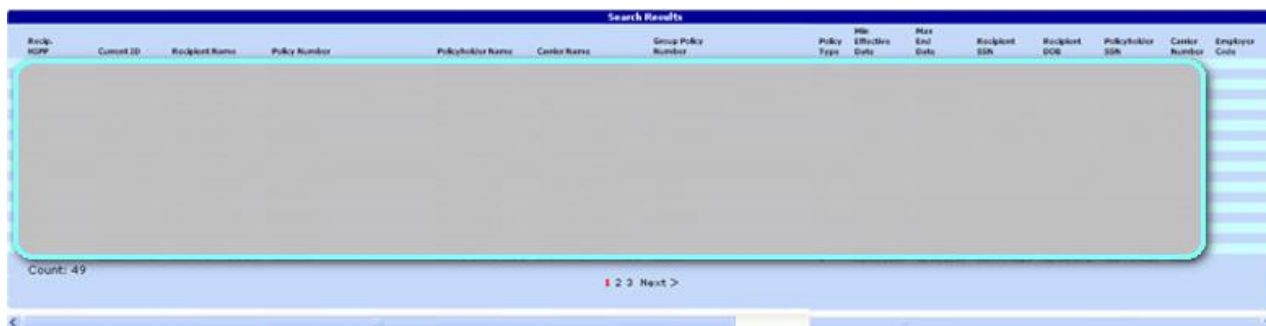 Search Results
Recip. HIPP Current ID Recipient Name Policy Number Policyholder Name Carrier Name Group Policy Number Policy Type Min Effective Date Max End Date Recipient SSN Recipient DOB Policyholder SSN Carrier Number Employer Code
Count: 49
1 2 3 Next >